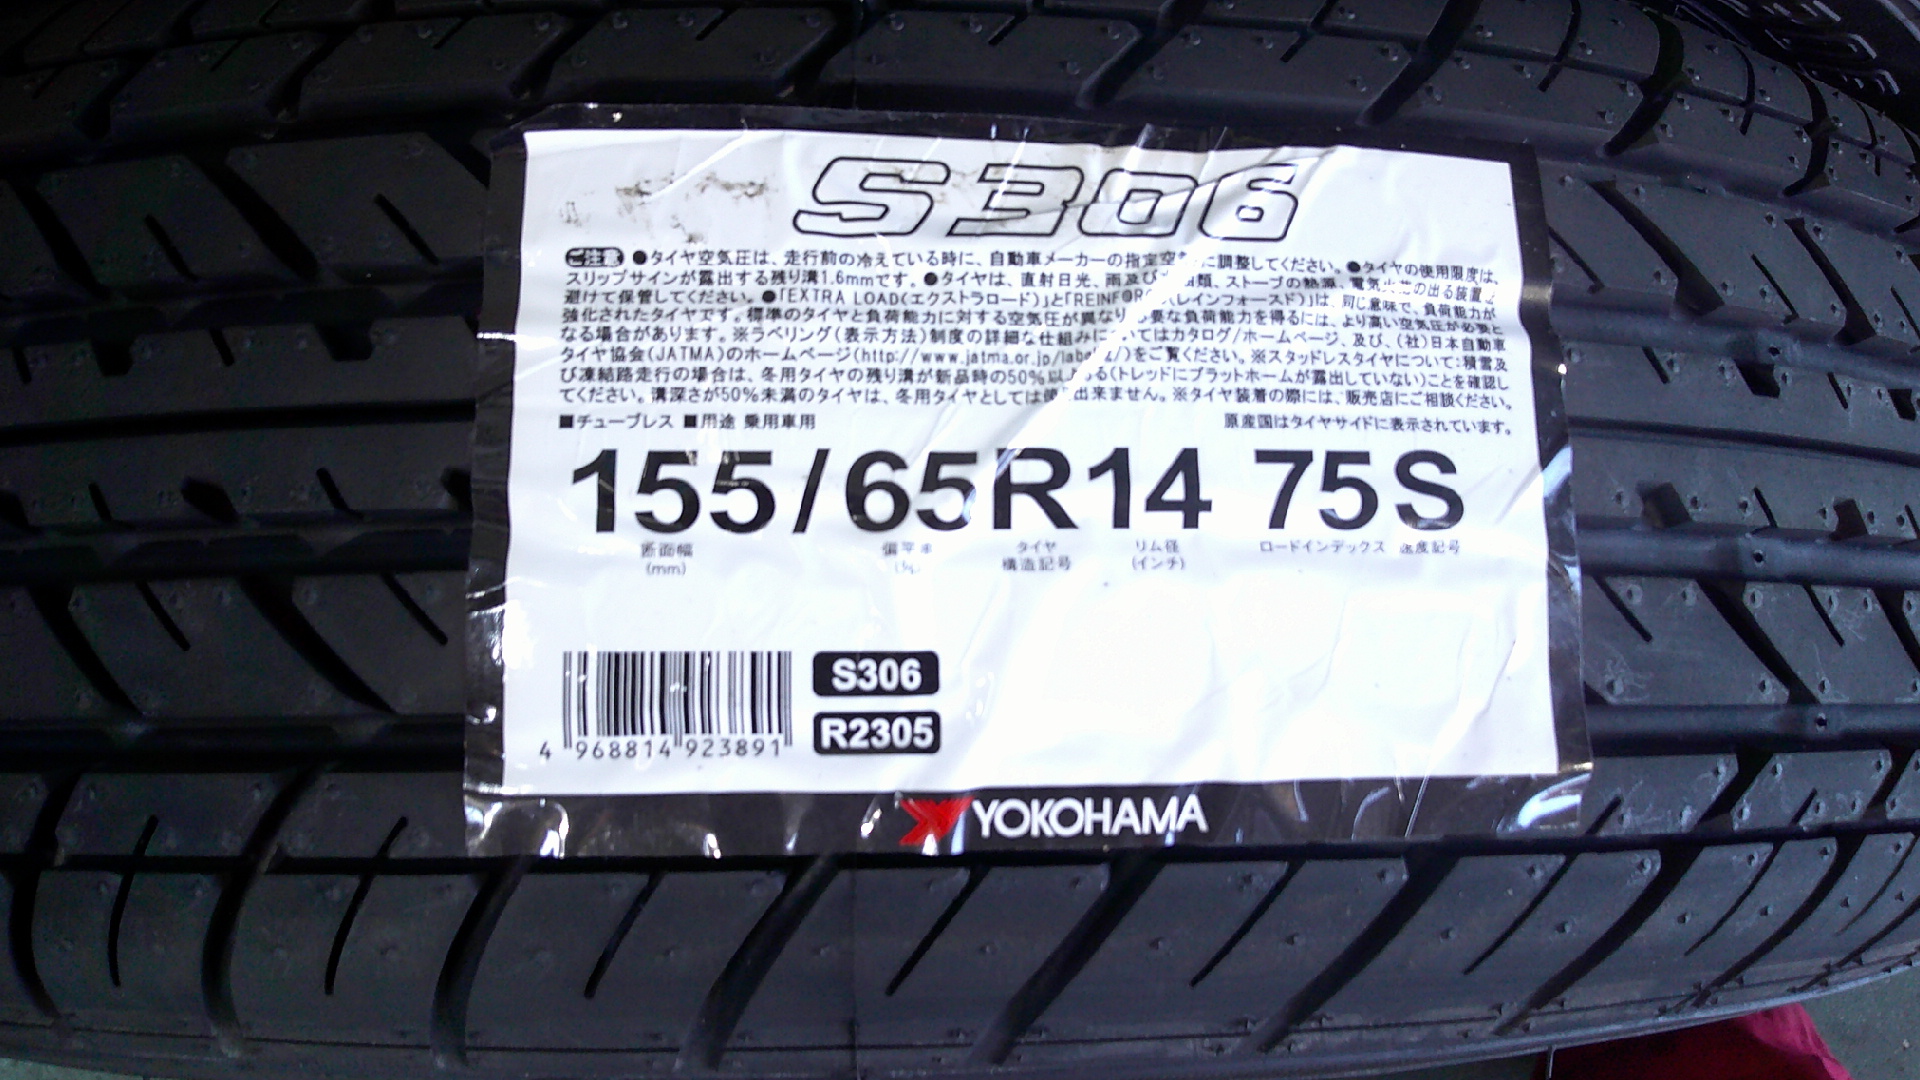 S306
ご注意 ●タイヤ空気圧は、走行前の冷えている時に、自動車メーカーの指定空気 に調整してください。●タイヤの使用限度は、
スリップサインが露出する残り溝1.6mmです。●タイヤは、直射日光、雨及び 油類、ストーブの熱源、電気火花の出る装置を
避けて保管してください。●「EXTRA LOAD(エクストラロード)」と「REINFORC (レインフォースド)」は、同じ意味で、負荷能力が
強化されたタイヤです。標準のタイヤと負荷能力に対する空気圧が異なり 必要な負荷能力を得るには、より高い空気圧が必要と
なる場合があります。※ラベリング(表示方法)制度の詳細な仕組みについてはカタログ/ホームページ、及び、(社)日本自動車
タイヤ協会(JATMA)のホームページ(http://www.jatma.or.jp/label /)をご覧ください。※スタッドレスタイヤについて:積雪及
び凍結路走行の場合は、冬用タイヤの残り溝が新品時の50%以上ある(トレッドにプラットホームが露出していない)ことを確認し
てください。溝深さが50%未満のタイヤは、冬用タイヤとしては使 出来ません。※タイヤ装着の際には、販売店にご相談ください。
■チューブレス ■用途 乗用車用 原産国はタイヤサイドに表示されています。
155/65R14 75S
断面幅 偏平率 タイヤ リム径 ロードインデックス 速度記号
(mm) (%) 構造記号 (インチ)
S306
R2305
4 968814 923891
YOKOHAMA